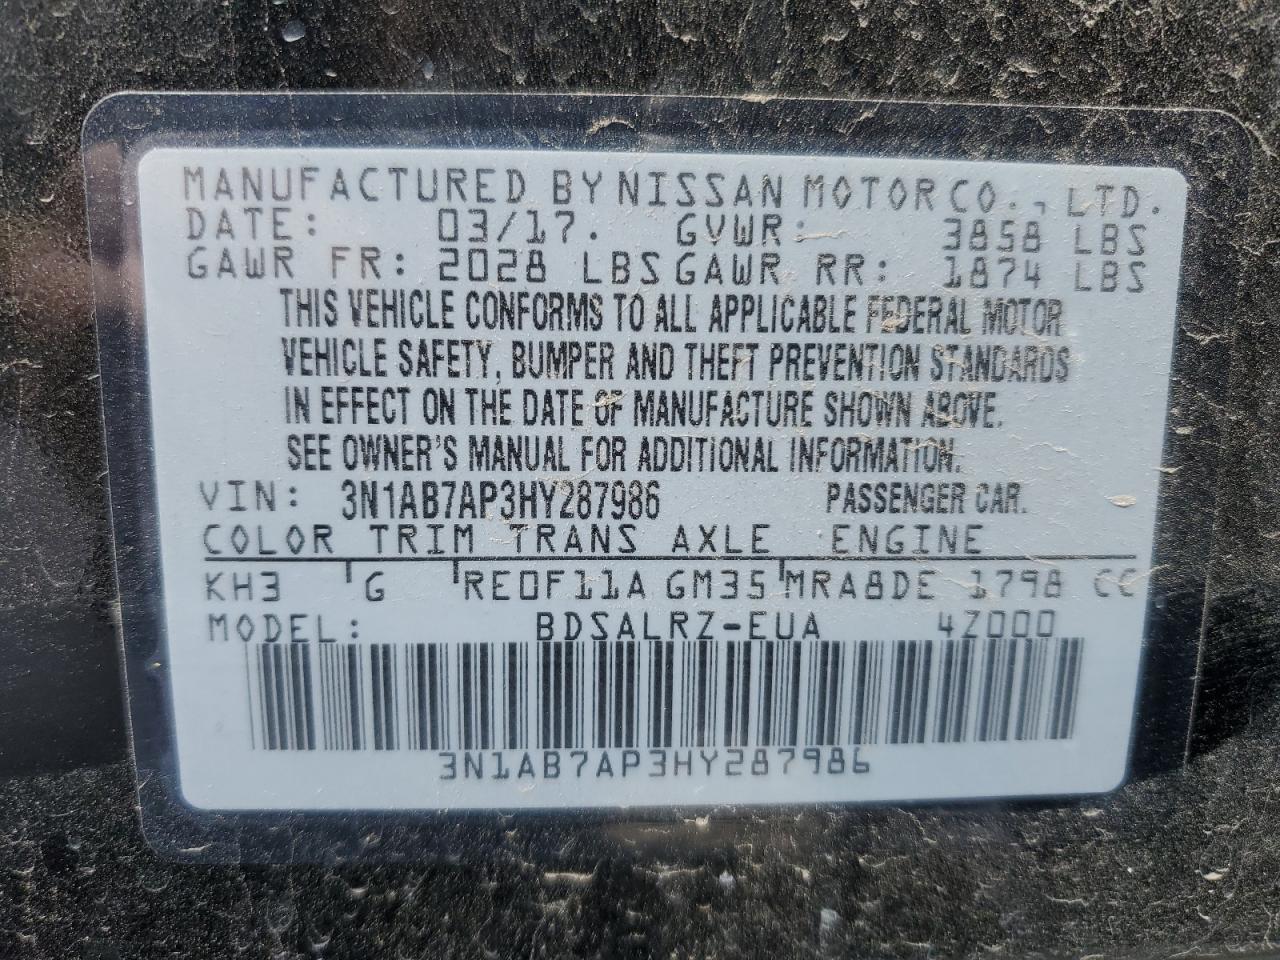 MANUFACTURED BY NISSAN MOTOR CO., LTD.
DATE: 03/17. GVWR: 3858 LBS
GAWR FR: 2028 LBS GAWR RR: 1874 LBS
THIS VEHICLE CONFORMS TO ALL APPLICABLE FEDERAL MOTOR
VEHICLE SAFETY, BUMPER AND THEFT PREVENTION STANDARDS
IN EFFECT ON THE DATE OF MANUFACTURE SHOWN ABOVE.
SEE OWNER'S MANUAL FOR ADDITIONAL INFORMATION.
VIN: 3N1AB7AP3HY287986 PASSENGER CAR.
COLOR TRIM TRANS AXLE ENGINE
KH3 G RE0F11A GM35 MRA8DE 1798 CC
MODEL: BDSALRZ-EUA 4Z000
3N1AB7AP3HY287986